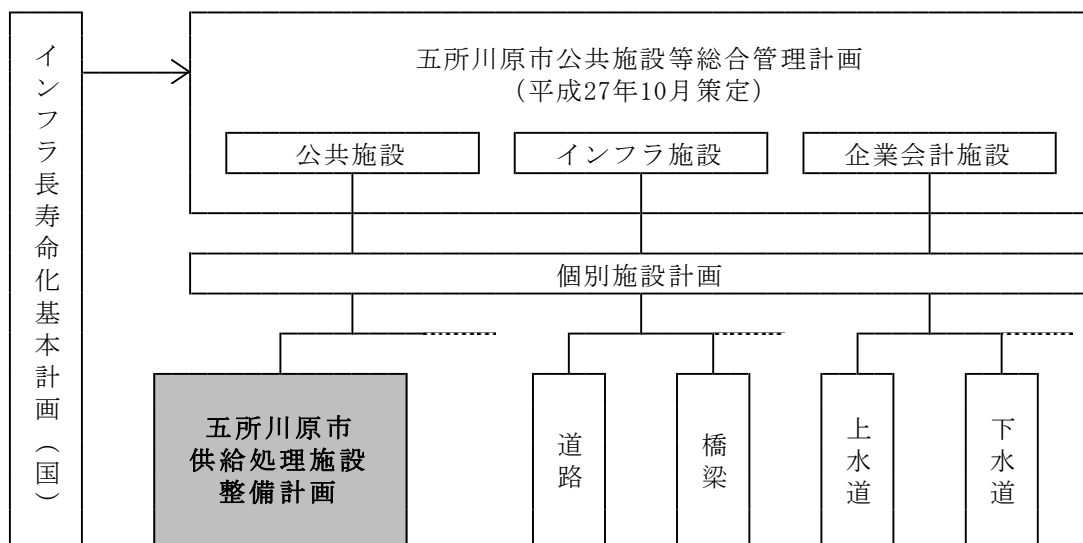 インフラ長寿命化基本計画（国）
五所川原市公共施設等総合管理計画
（平成27年10月策定）
公共施設
インフラ施設
企業会計施設
個別施設計画
五所川原市
供給処理施設
整備計画
道路
橋梁
上水道
下水道